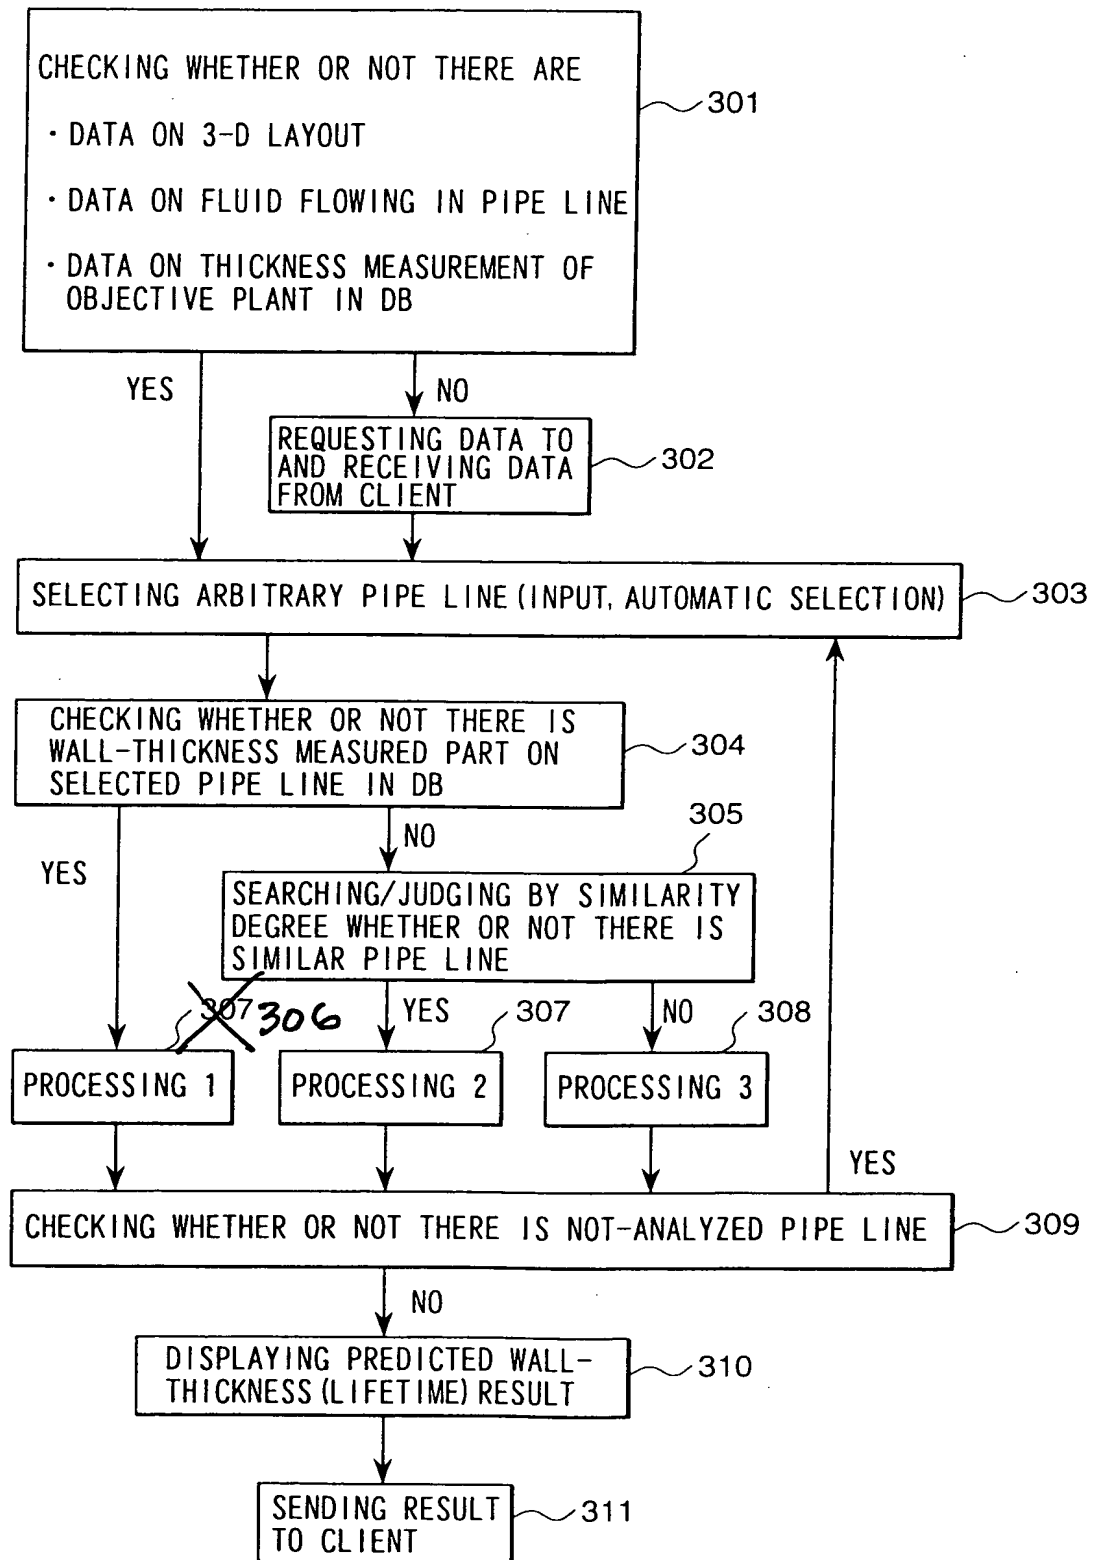 CHECKING WHETHER OR NOT THERE ARE
· DATA ON 3-D LAYOUT
· DATA ON FLUID FLOWING IN PIPE LINE
· DATA ON THICKNESS MEASUREMENT OF
OBJECTIVE PLANT IN DB
301
YES
NO
REQUESTING DATA TO
AND RECEIVING DATA
FROM CLIENT
302
SELECTING ARBITRARY PIPE LINE (INPUT, AUTOMATIC SELECTION)
303
CHECKING WHETHER OR NOT THERE IS
WALL-THICKNESS MEASURED PART ON
SELECTED PIPE LINE IN DB
304
YES
NO
305
SEARCHING/JUDGING BY SIMILARITY
DEGREE WHETHER OR NOT THERE IS
SIMILAR PIPE LINE
307 306
YES
307
NO
308
PROCESSING 1
PROCESSING 2
PROCESSING 3
YES
CHECKING WHETHER OR NOT THERE IS NOT-ANALYZED PIPE LINE
309
NO
DISPLAYING PREDICTED WALL-
THICKNESS (LIFETIME) RESULT
310
SENDING RESULT
TO CLIENT
311